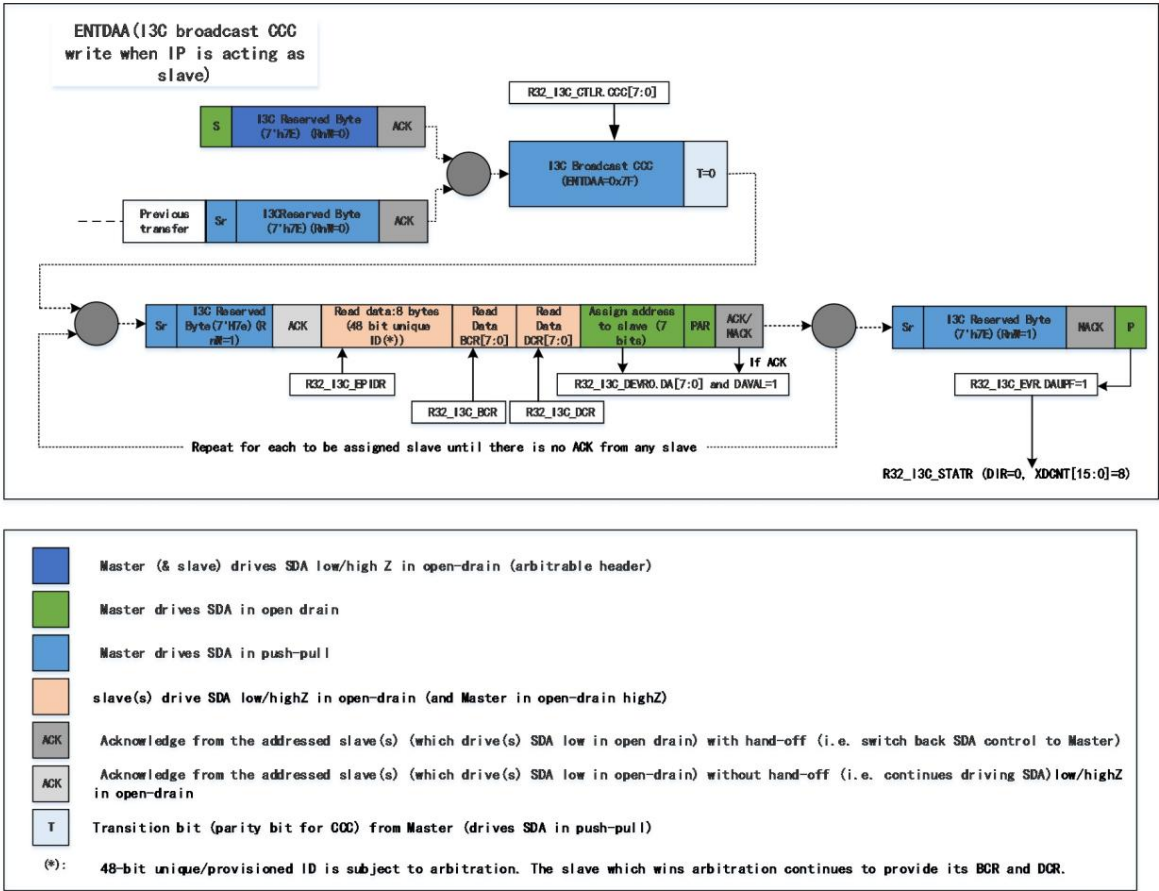 ENTDAA(I3C broadcast CCC
write when IP is acting as
slave)
R32_I3C_CTLR.CCC[7:0]
S
I3C Reserved Byte
(7'h7E) (RnW=0)
ACK
I3C Broadcast CCC
(ENTDAA=0x7F)
T=0
Previous
transfer
Sr
I3CReserved Byte
(7'h7E) (RnW=0)
ACK
Sr
I3C Reserved
Byte(7'H7e) (R
nW=1)
ACK
Read data:8 bytes
(48 bit unique
ID(*))
Read
Data
BCR[7:0]
Read
Data
DCR[7:0]
Assign address
to slave (7
bits)
PAR
ACK/
NACK
Sr
I3C Reserved Byte
(7'h7E) (RnW=1)
NACK
P
If ACK
R32_I3C_EPIDR
R32_I3C_DEVR0.DA[7:0] and DAVAL=1
R32_I3C_EVR.DAUPF=1
R32_I3C_BCR
R32_I3C_DCR
Repeat for each to be assigned slave until there is no ACK from any slave
R32_I3C_STATR (DIR=0, XDCNT[15:0]=8)
Master (& slave) drives SDA low/high Z in open-drain (arbitrable header)
Master drives SDA in open drain
Master drives SDA in push-pull
slave(s) drive SDA low/highZ in open-drain (and Master in open-drain highZ)
ACK
Acknowledge from the addressed slave(s) (which drive(s) SDA low in open drain) with hand-off (i.e. switch back SDA control to Master)
ACK
Acknowledge from the addressed slave(s) (which drive(s) SDA low in open-drain) without hand-off (i.e. continues driving SDA)low/highZ
in open-drain
T
Transition bit (parity bit for CCC) from Master (drives SDA in push-pull)
(*):
48-bit unique/provisioned ID is subject to arbitration. The slave which wins arbitration continues to provide its BCR and DCR.